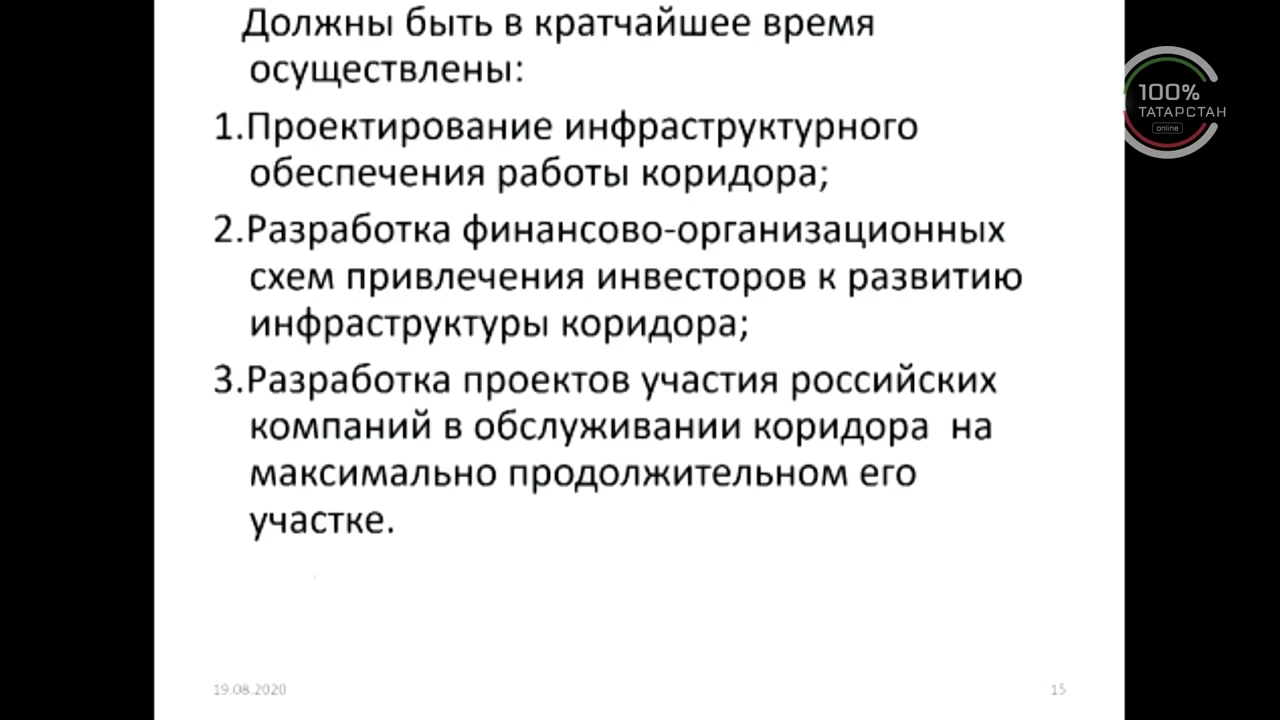 Должны быть в кратчайшее время
осуществлены:
1.Проектирование инфраструктурного
обеспечения работы коридора;
2.Разработка финансово-организационных
схем привлечения инвесторов к развитию
инфраструктуры коридора;
3.Разработка проектов участия российских
компаний в обслуживании коридора на
максимально продолжительном его
участке.
100%
ТАТАРСТАН
online
19.08.2020
15